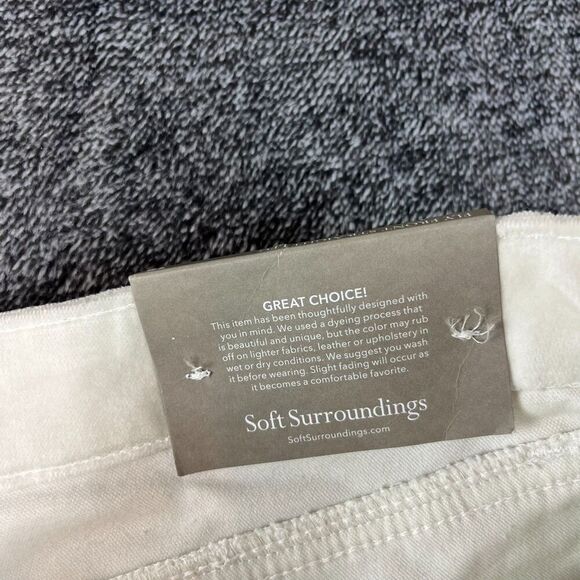 GREAT CHOICE!
This item has been thoughtfully designed with
you in mind. We used a dyeing process that
is beautiful and unique, but the color may rub
off on lighter fabrics, leather or upholstery in
wet or dry conditions. We suggest you wash
it before wearing. Slight fading will occur as
it becomes a comfortable favorite.
Soft Surroundings
SoftSurroundings.com